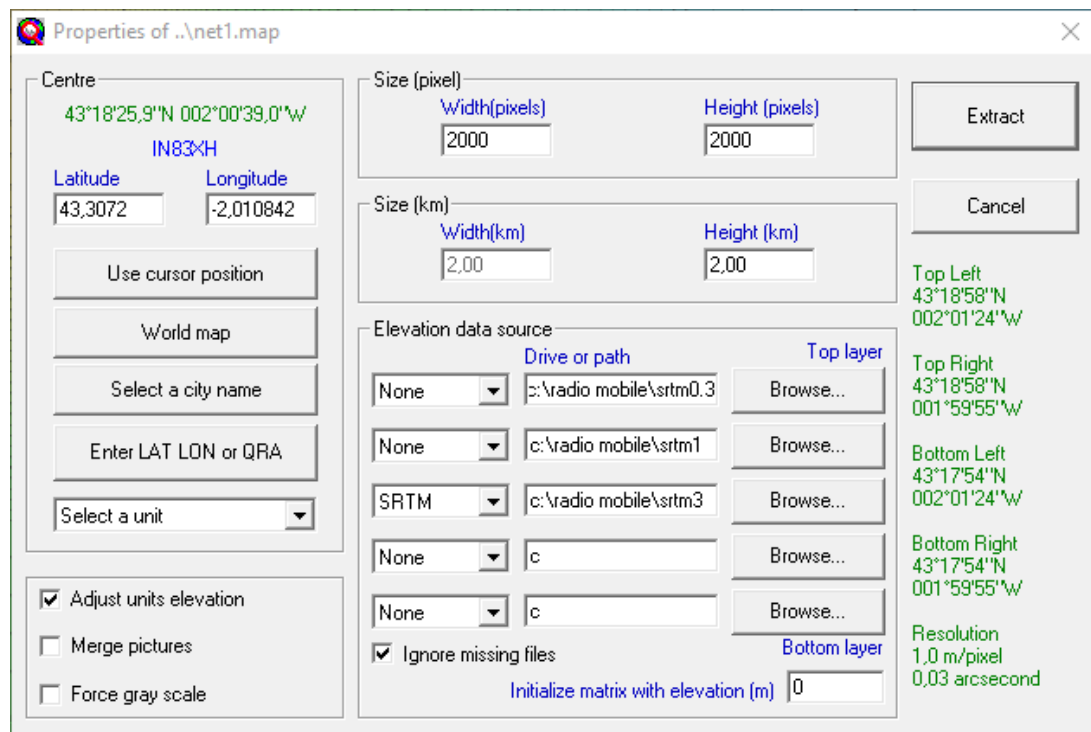 Properties of ..\net1.map
Centre
43°18'25,9"N 002°00'39,0"W
IN83XH
Latitude Longitude
43,3072 -2,010842
Use cursor position
World map
Select a city name
Enter LAT LON or QRA
Select a unit
Adjust units elevation
Merge pictures
Force gray scale
Size (pixel)
Width(pixels) Height (pixels)
2000 2000
Size (km)
Width(km) Height (km)
2,00 2,00
Elevation data source
Drive or path Top layer
None c:\radio mobile\srtm0.3 Browse...
None c:\radio mobile\srtm1 Browse...
SRTM c:\radio mobile\srtm3 Browse...
None c Browse...
None c Browse...
Ignore missing files Bottom layer
Initialize matrix with elevation (m) 0
Extract
Cancel
Top Left
43°18'58"N
002°01'24"W
Top Right
43°18'58"N
001°59'55"W
Bottom Left
43°17'54"N
002°01'24"W
Bottom Right
43°17'54"N
001°59'55"W
Resolution
1,0 m/pixel
0,03 arcsecond